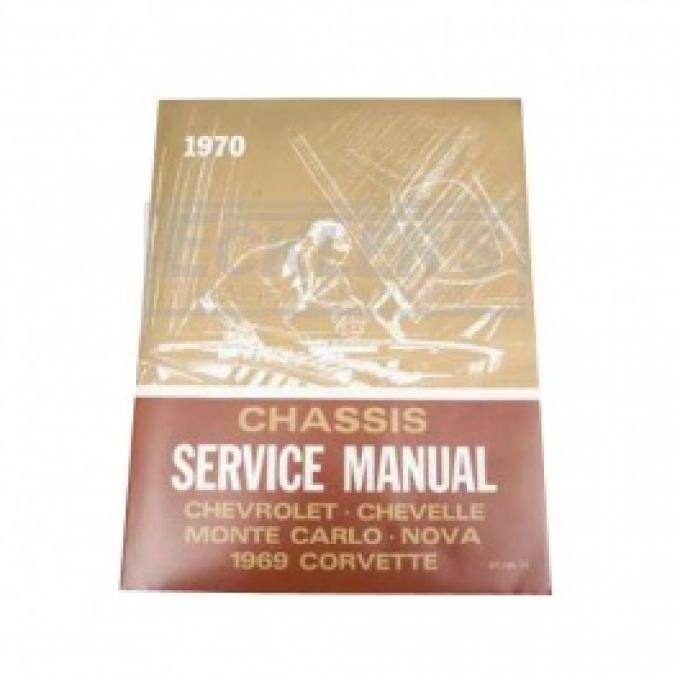 1970
CHASSIS
SERVICE MANUAL
CHEVROLET · CHEVELLE
MONTE CARLO · NOVA
1969 CORVETTE